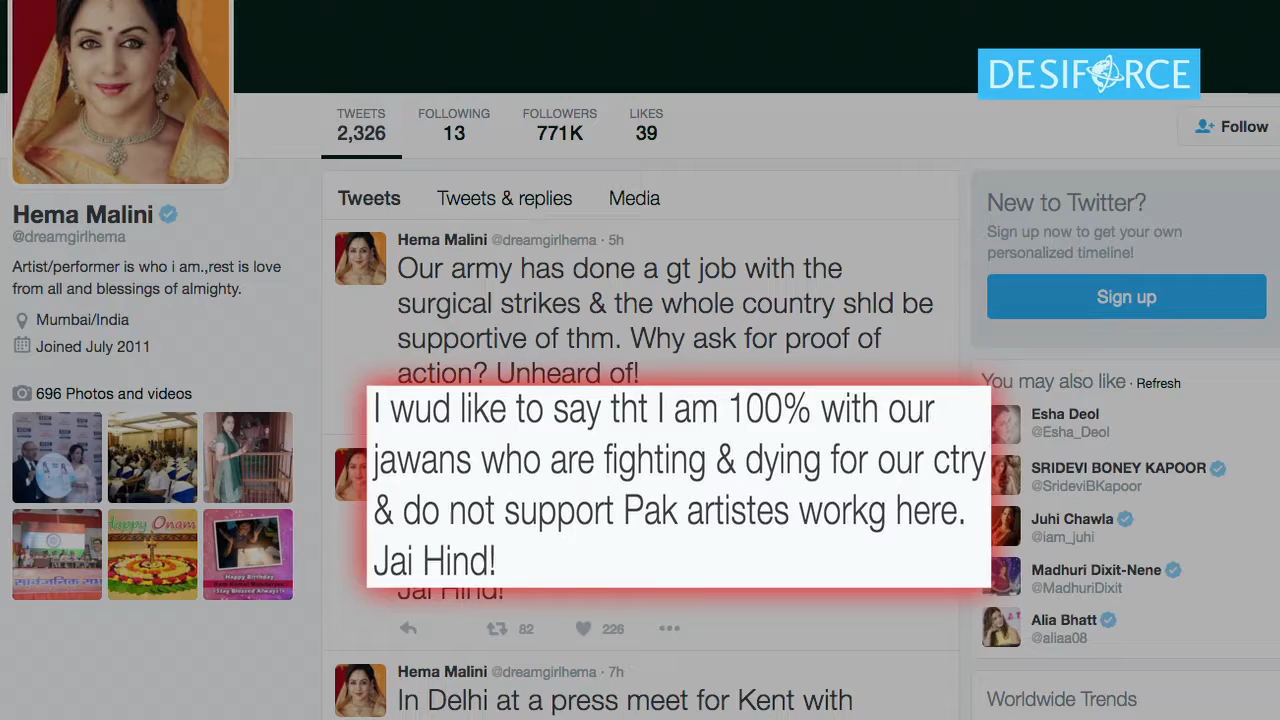 DESIFORCE
TWEETS
2,326
FOLLOWING
13
FOLLOWERS
771K
LIKES
39
Follow
Hema Malini
@dreamgirlhema
Artist/performer is who i am.,rest is love
from all and blessings of almighty.
Mumbai/India
Joined July 2011
696 Photos and videos
Happy Onam
सार्वजनिक सभा
Happy Birthday
Stay Blessed Always!
Tweets Tweets & replies Media
Hema Malini @dreamgirlhema · 5h
Our army has done a gt job with the
surgical strikes & the whole country shld be
supportive of thm. Why ask for proof of
action? Unheard of!
I wud like to say tht I am 100% with our
jawans who are fighting & dying for our ctry
& do not support Pak artistes workg here.
Jai Hind!
Jai Hind!
82 226
Hema Malini @dreamgirlhema · 7h
In Delhi at a press meet for Kent with
New to Twitter?
Sign up now to get your own
personalized timeline!
Sign up
You may also like · Refresh
Esha Deol
@Esha_Deol
SRIDEVI BONEY KAPOOR
@SrideviBKapoor
Juhi Chawla
@iam_juhi
Madhuri Dixit-Nene
@MadhuriDixit
Alia Bhatt
@aliaa08
Worldwide Trends